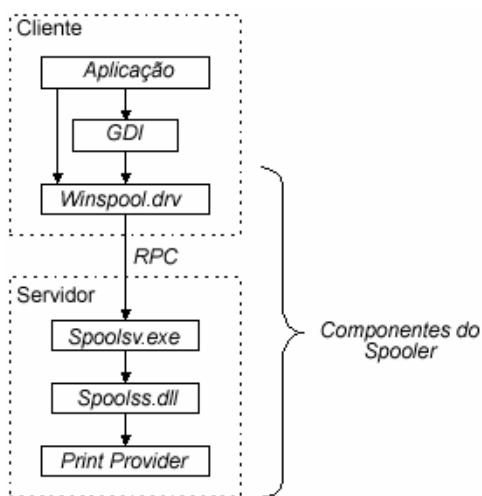 Cliente
Aplicação
GDI
Winspool.drv
RPC
Servidor
Spoolsv.exe
Spoolss.dll
Print Provider
Componentes do
Spooler